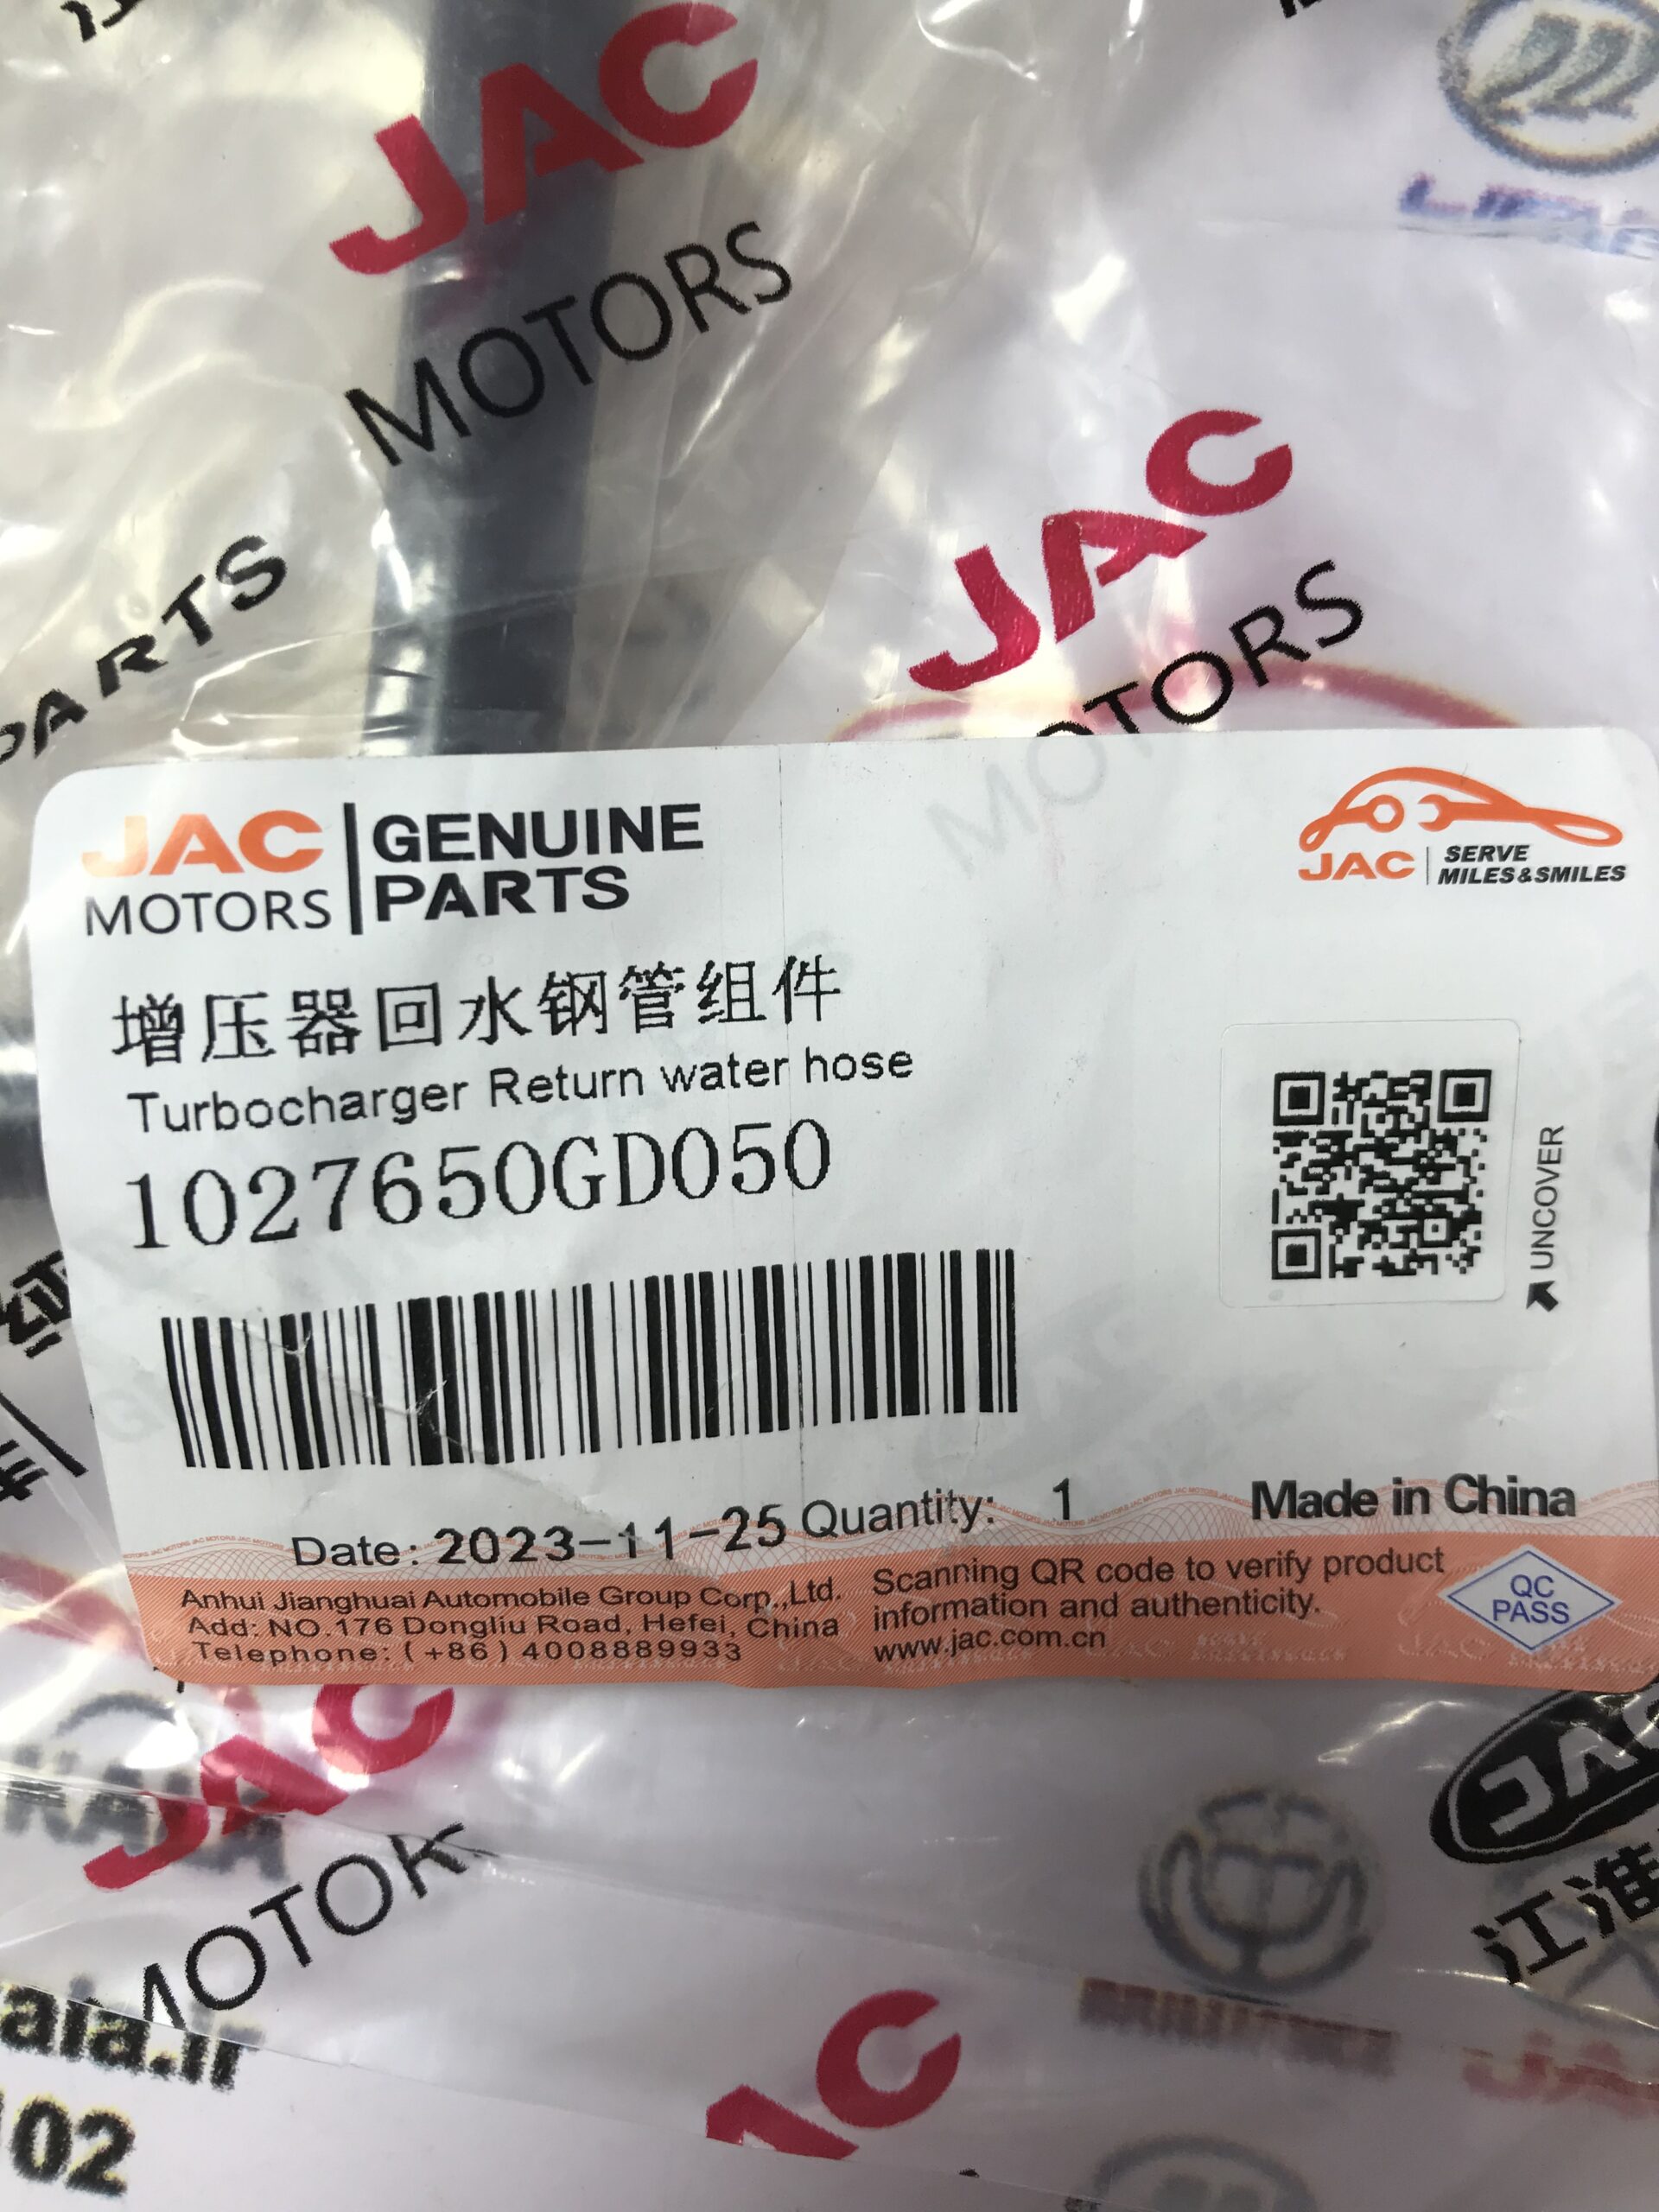 JAC
MOTORS
JAC
MOTORS
PARTS
JAC
MOTORS
GENUINE
PARTS
JAC
SERVE
MILES&SMILES
增压器回水钢管组件
Turbocharger Return water hose
1027650GD050
UNCOVER
Date: 2023-11-25 Quantity: 1
Made in China
Anhui Jianghuai Automobile Group Corp.,Ltd.
Add: NO.176 Dongliu Road, Hefei, China
Telephone: (+86) 4008889933
Scanning QR code to verify product
information and authenticity.
www.jac.com.cn
QC
PASS
JAC
JAC
江淮
02